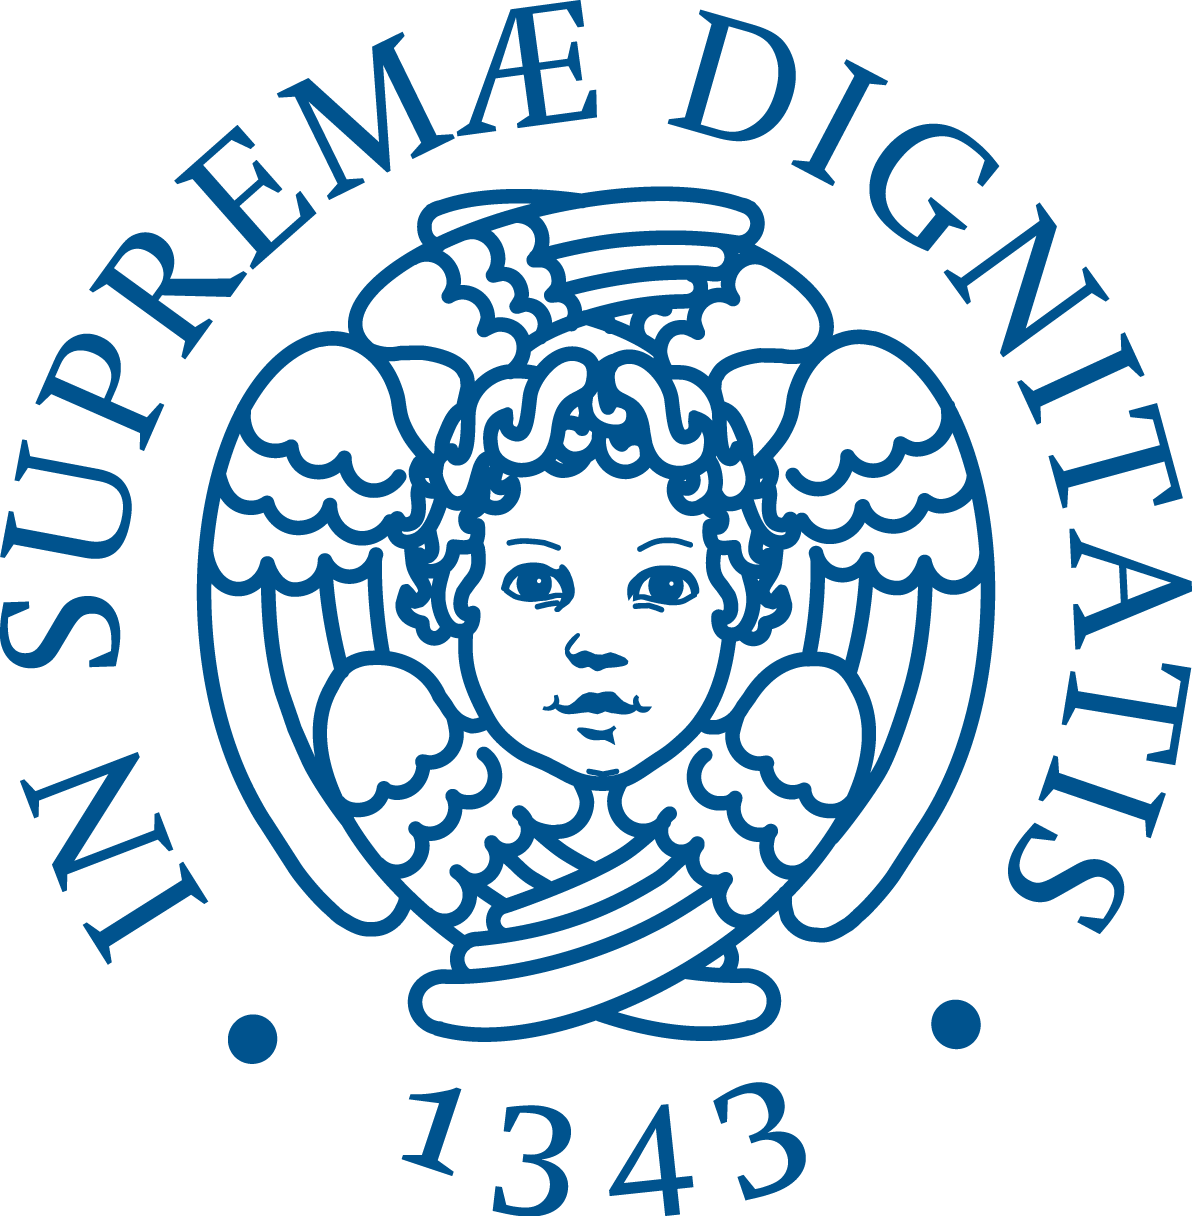 IN SUPREMÆ DIGNITATIS
1343